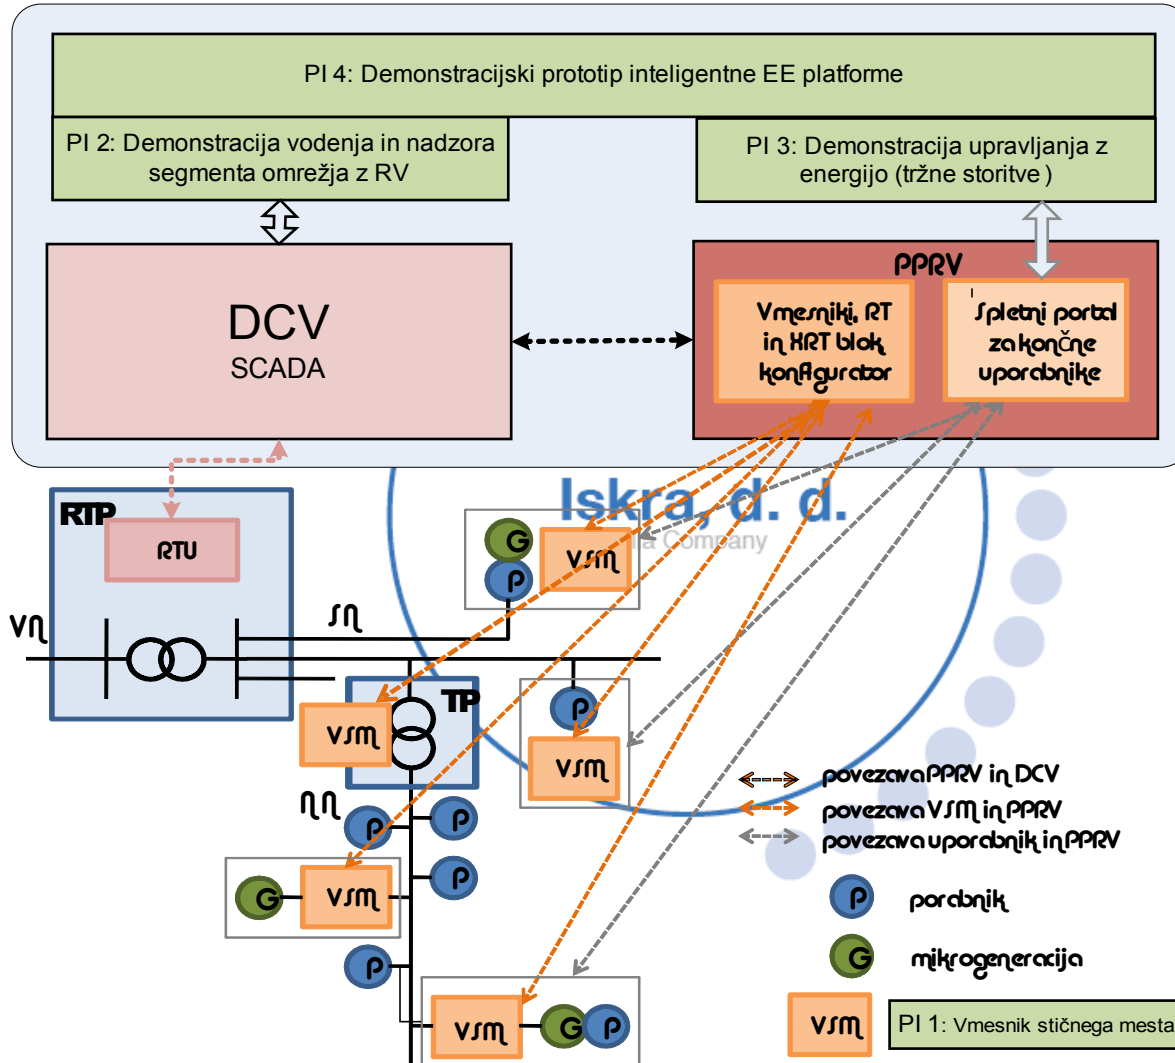 PI 4: Demonstracijski prototip inteligentne EE platforme
PI 2: Demonstracija vodenja in nadzora
segmenta omrežja z RV
PI 3: Demonstracija upravljanja z
energijo (tržne storitve)
DCV
SCADA
PPRV
Vmesniki, RT
in XRT blok
konfigurator
Spletni portal
za končne
uporabnike
RTP
RTU
Iskra, d. d.
a Company
G
P
VSM
VN
SN
TP
VSM
P
VSM
NN
P
P
P
G
VSM
P
VSM
G
P
povezava PPRV in DCV
povezava VSM in PPRV
povezava uporabnik in PPRV
P
porabnik
G
mikrogeneracija
VSM
PI 1: Vmesnik stičnega mesta